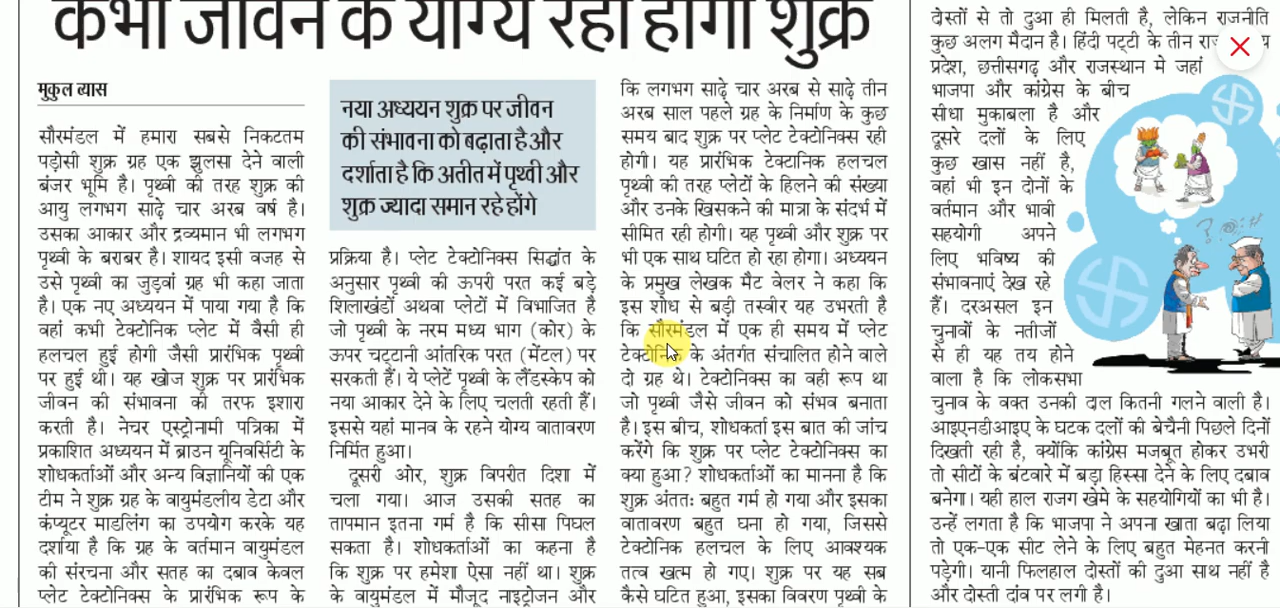 कभी जीवन के योग्य रहा होगा शुक्र
मुकुल व्यास
सौरमंडल में हमारा सबसे निकटतम
पड़ोसी शुक्र ग्रह एक झुलसा देने वाली
बंजर भूमि है। पृथ्वी की तरह शुक्र की
आयु लगभग साढ़े चार अरब वर्ष है।
उसका आकार और द्रव्यमान भी लगभग
पृथ्वी के बराबर है। शायद इसी वजह से
उसे पृथ्वी का जुड़वां ग्रह भी कहा जाता
है। एक नए अध्ययन में पाया गया है कि
वहां कभी टेक्टोनिक प्लेट में वैसी ही
हलचल हुई होगी जैसी प्रारंभिक पृथ्वी
पर हुई थी। यह खोज शुक्र पर प्रारंभिक
जीवन की संभावना की तरफ इशारा
करती है। नेचर एस्ट्रोनामी पत्रिका में
प्रकाशित अध्ययन में ब्राउन यूनिवर्सिटी के
शोधकर्ताओं और अन्य विज्ञानियों की एक
टीम ने शुक्र ग्रह के वायुमंडलीय डेटा और
कंप्यूटर माडलिंग का उपयोग करके यह
दर्शाया है कि ग्रह के वर्तमान वायुमंडल
की संरचना और सतह का दबाव केवल
प्लेट टेक्टोनिक्स के प्रारंभिक रूप के
नया अध्ययन शुक्र पर जीवन
की संभावना को बढ़ाता है और
दर्शाता है कि अतीत में पृथ्वी और
शुक्र ज्यादा समान रहे होंगे
प्रक्रिया है। प्लेट टेक्टोनिक्स सिद्धांत के
अनुसार पृथ्वी की ऊपरी परत कई बड़े
शिलाखंडों अथवा प्लेटों में विभाजित है
जो पृथ्वी के नरम मध्य भाग (कोर) के
ऊपर चट्टानी आंतरिक परत (मेंटल) पर
सरकती हैं। ये प्लेटें पृथ्वी के लैंडस्केप को
नया आकार देने के लिए चलती रहती हैं।
इससे यहां मानव के रहने योग्य वातावरण
निर्मित हुआ।
दूसरी ओर, शुक्र विपरीत दिशा में
चला गया। आज उसकी सतह का
तापमान इतना गर्म है कि सीसा पिघल
सकता है। शोधकर्ताओं का कहना है
कि शुक्र पर हमेशा ऐसा नहीं था। शुक्र
के वायुमंडल में मौजूद नाइट्रोजन और
कि लगभग साढ़े चार अरब से साढ़े तीन
अरब साल पहले ग्रह के निर्माण के कुछ
समय बाद शुक्र पर प्लेट टेक्टोनिक्स रही
होगी। यह प्रारंभिक टेक्टानिक हलचल
पृथ्वी की तरह प्लेटों के हिलने की संख्या
और उनके खिसकने की मात्रा के संदर्भ में
सीमित रही होगी। यह पृथ्वी और शुक्र पर
भी एक साथ घटित हो रहा होगा। अध्ययन
के प्रमुख लेखक मैट वेलर ने कहा कि
इस शोध से बड़ी तस्वीर यह उभरती है
कि सौरमंडल में एक ही समय में प्लेट
टेक्टोनिक के अंतर्गत संचालित होने वाले
दो ग्रह थे। टेक्टोनिक्स का वही रूप था
जो पृथ्वी जैसे जीवन को संभव बनाता
है। इस बीच, शोधकर्ता इस बात की जांच
करेंगे कि शुक्र पर प्लेट टेक्टोनिक्स का
क्या हुआ? शोधकर्ताओं का मानना है कि
शुक्र अंततः बहुत गर्म हो गया और इसका
वातावरण बहुत घना हो गया, जिससे
टेक्टोनिक हलचल के लिए आवश्यक
तत्व खत्म हो गए। शुक्र पर यह सब
कैसे घटित हुआ, इसका विवरण पृथ्वी के
दोस्तों से तो दुआ ही मिलती है, लेकिन राजनीति
कुछ अलग मैदान है। हिंदी पट्टी के तीन
प्रदेश, छत्तीसगढ़ और राजस्थान मे जहां
भाजपा और कांग्रेस के बीच
सीधा मुकाबला है और
दूसरे दलों के लिए
कुछ खास नहीं है,
वहां भी इन दोनों के
वर्तमान और भावी
सहयोगी अपने
लिए भविष्य की
संभावनाएं देख रहे
हैं। दरअसल इन
चुनावों के नतीजों
से ही यह तय होने
वाला है कि लोकसभा
चुनाव के वक्त उनकी दाल कितनी गलने वाली है।
आइएनडीआइए के घटक दलों की बेचैनी पिछले दिनों
दिखती रही है, क्योंकि कांग्रेस मजबूत होकर उभरी
तो सीटों के बंटवारे में बड़ा हिस्सा देने के लिए दबाव
बनेगा। यही हाल राजग खेमे के सहयोगियों का भी है।
उन्हें लगता है कि भाजपा ने अपना खाता बढ़ा लिया
तो एक-एक सीट लेने के लिए बहुत मेहनत करनी
पड़ेगी। यानी फिलहाल दोस्तों की दुआ साथ नहीं है
और दोस्ती दांव पर लगी है।